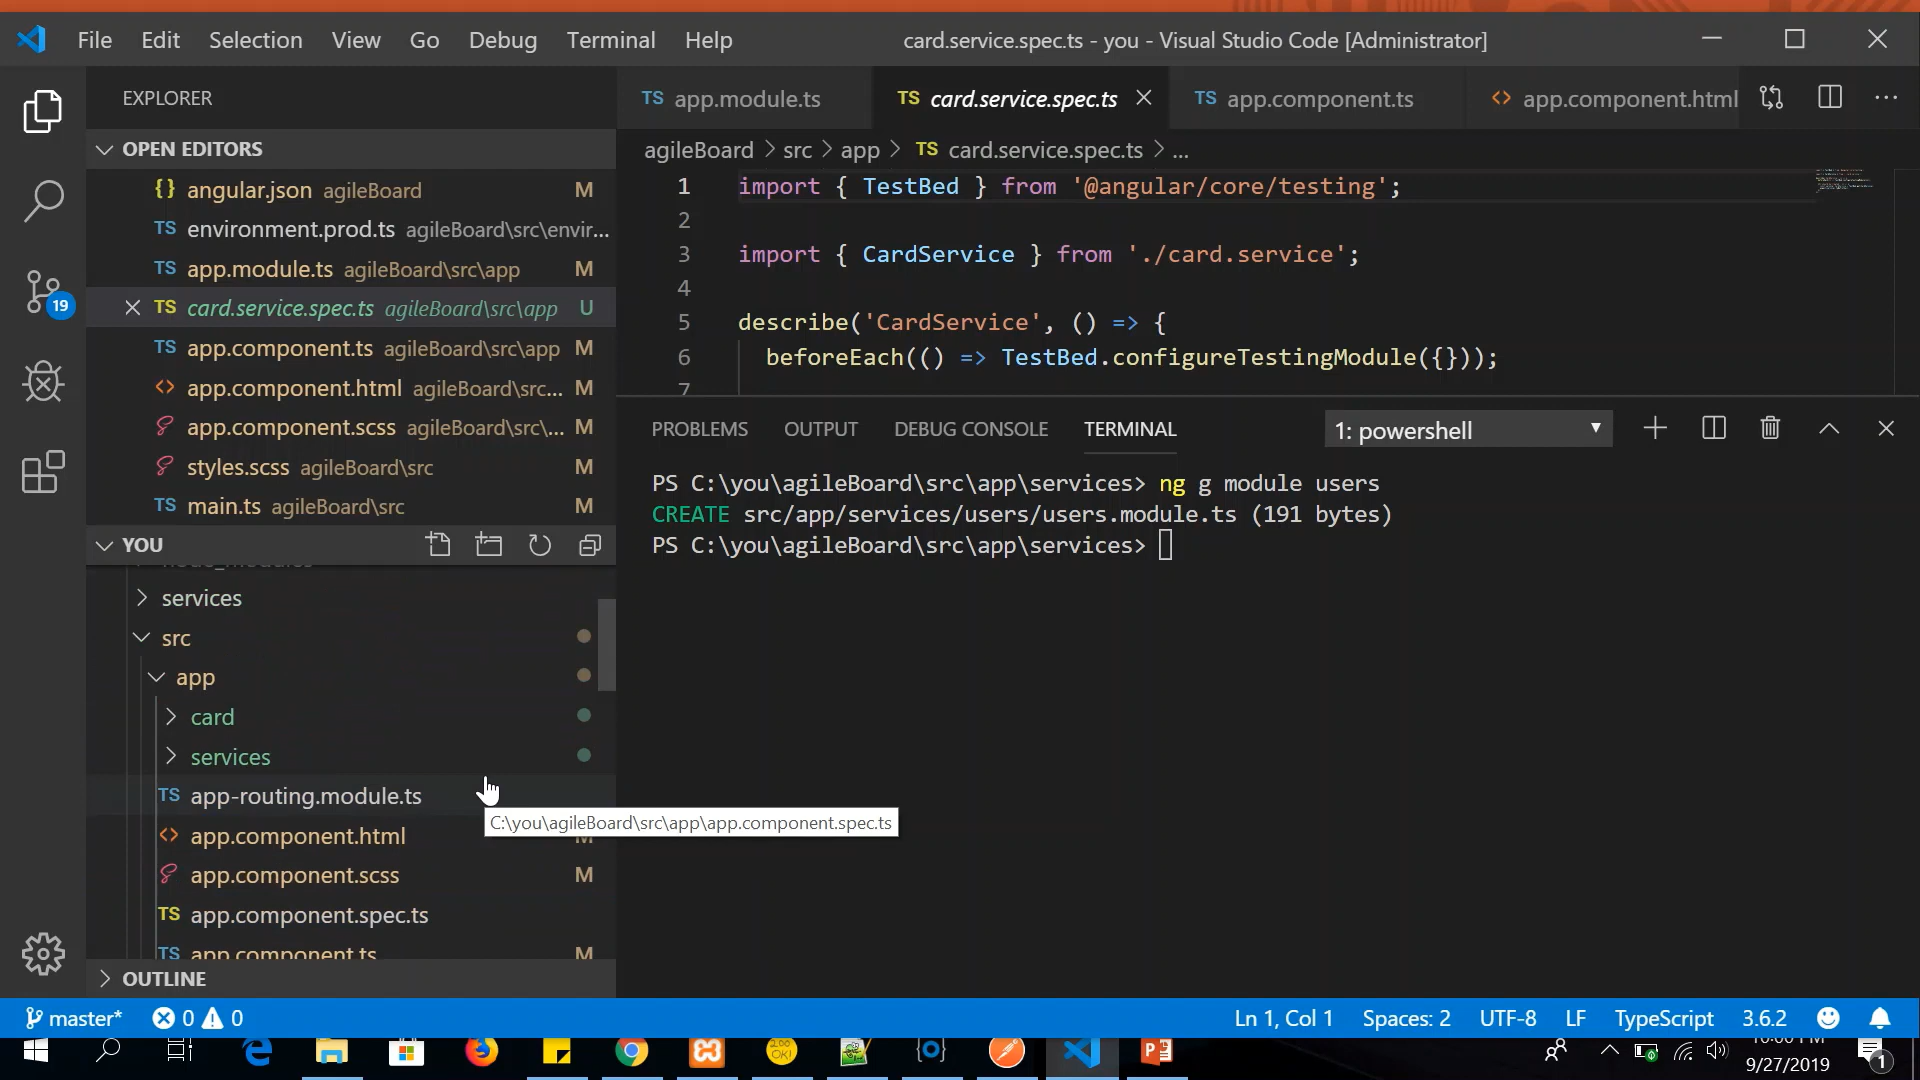 File Edit Selection View Go Debug Terminal Help card.service.spec.ts - you - Visual Studio Code [Administrator]
EXPLORER
OPEN EDITORS
{} angular.json agileBoard M
TS environment.prod.ts agileBoard\src\envir...
TS app.module.ts agileBoard\src\app M
TS card.service.spec.ts agileBoard\src\app U
TS app.component.ts agileBoard\src\app M
<> app.component.html agileBoard\src... M
app.component.scss agileBoard\src\... M
styles.scss agileBoard\src M
TS main.ts agileBoard\src M
19
YOU
services
src
app
card
services
TS app-routing.module.ts
<> app.component.html
app.component.scss M
TS app.component.spec.ts
TS app.component.ts M
OUTLINE
C:\you\agileBoard\src\app\app.component.spec.ts
TS app.module.ts TS card.service.spec.ts TS app.component.ts <> app.component.html
agileBoard > src > app > TS card.service.spec.ts > ...
1 import { TestBed } from '@angular/core/testing';
2
3 import { CardService } from './card.service';
4
5 describe('CardService', () => {
6 beforeEach(() => TestBed.configureTestingModule({}));
7
PROBLEMS OUTPUT DEBUG CONSOLE TERMINAL 1: powershell
PS C:\you\agileBoard\src\app\services> ng g module users
CREATE src/app/services/users/users.module.ts (191 bytes)
PS C:\you\agileBoard\src\app\services>
master* 0 0 Ln 1, Col 1 Spaces: 2 UTF-8 LF TypeScript 3.6.2
9/27/2019
1